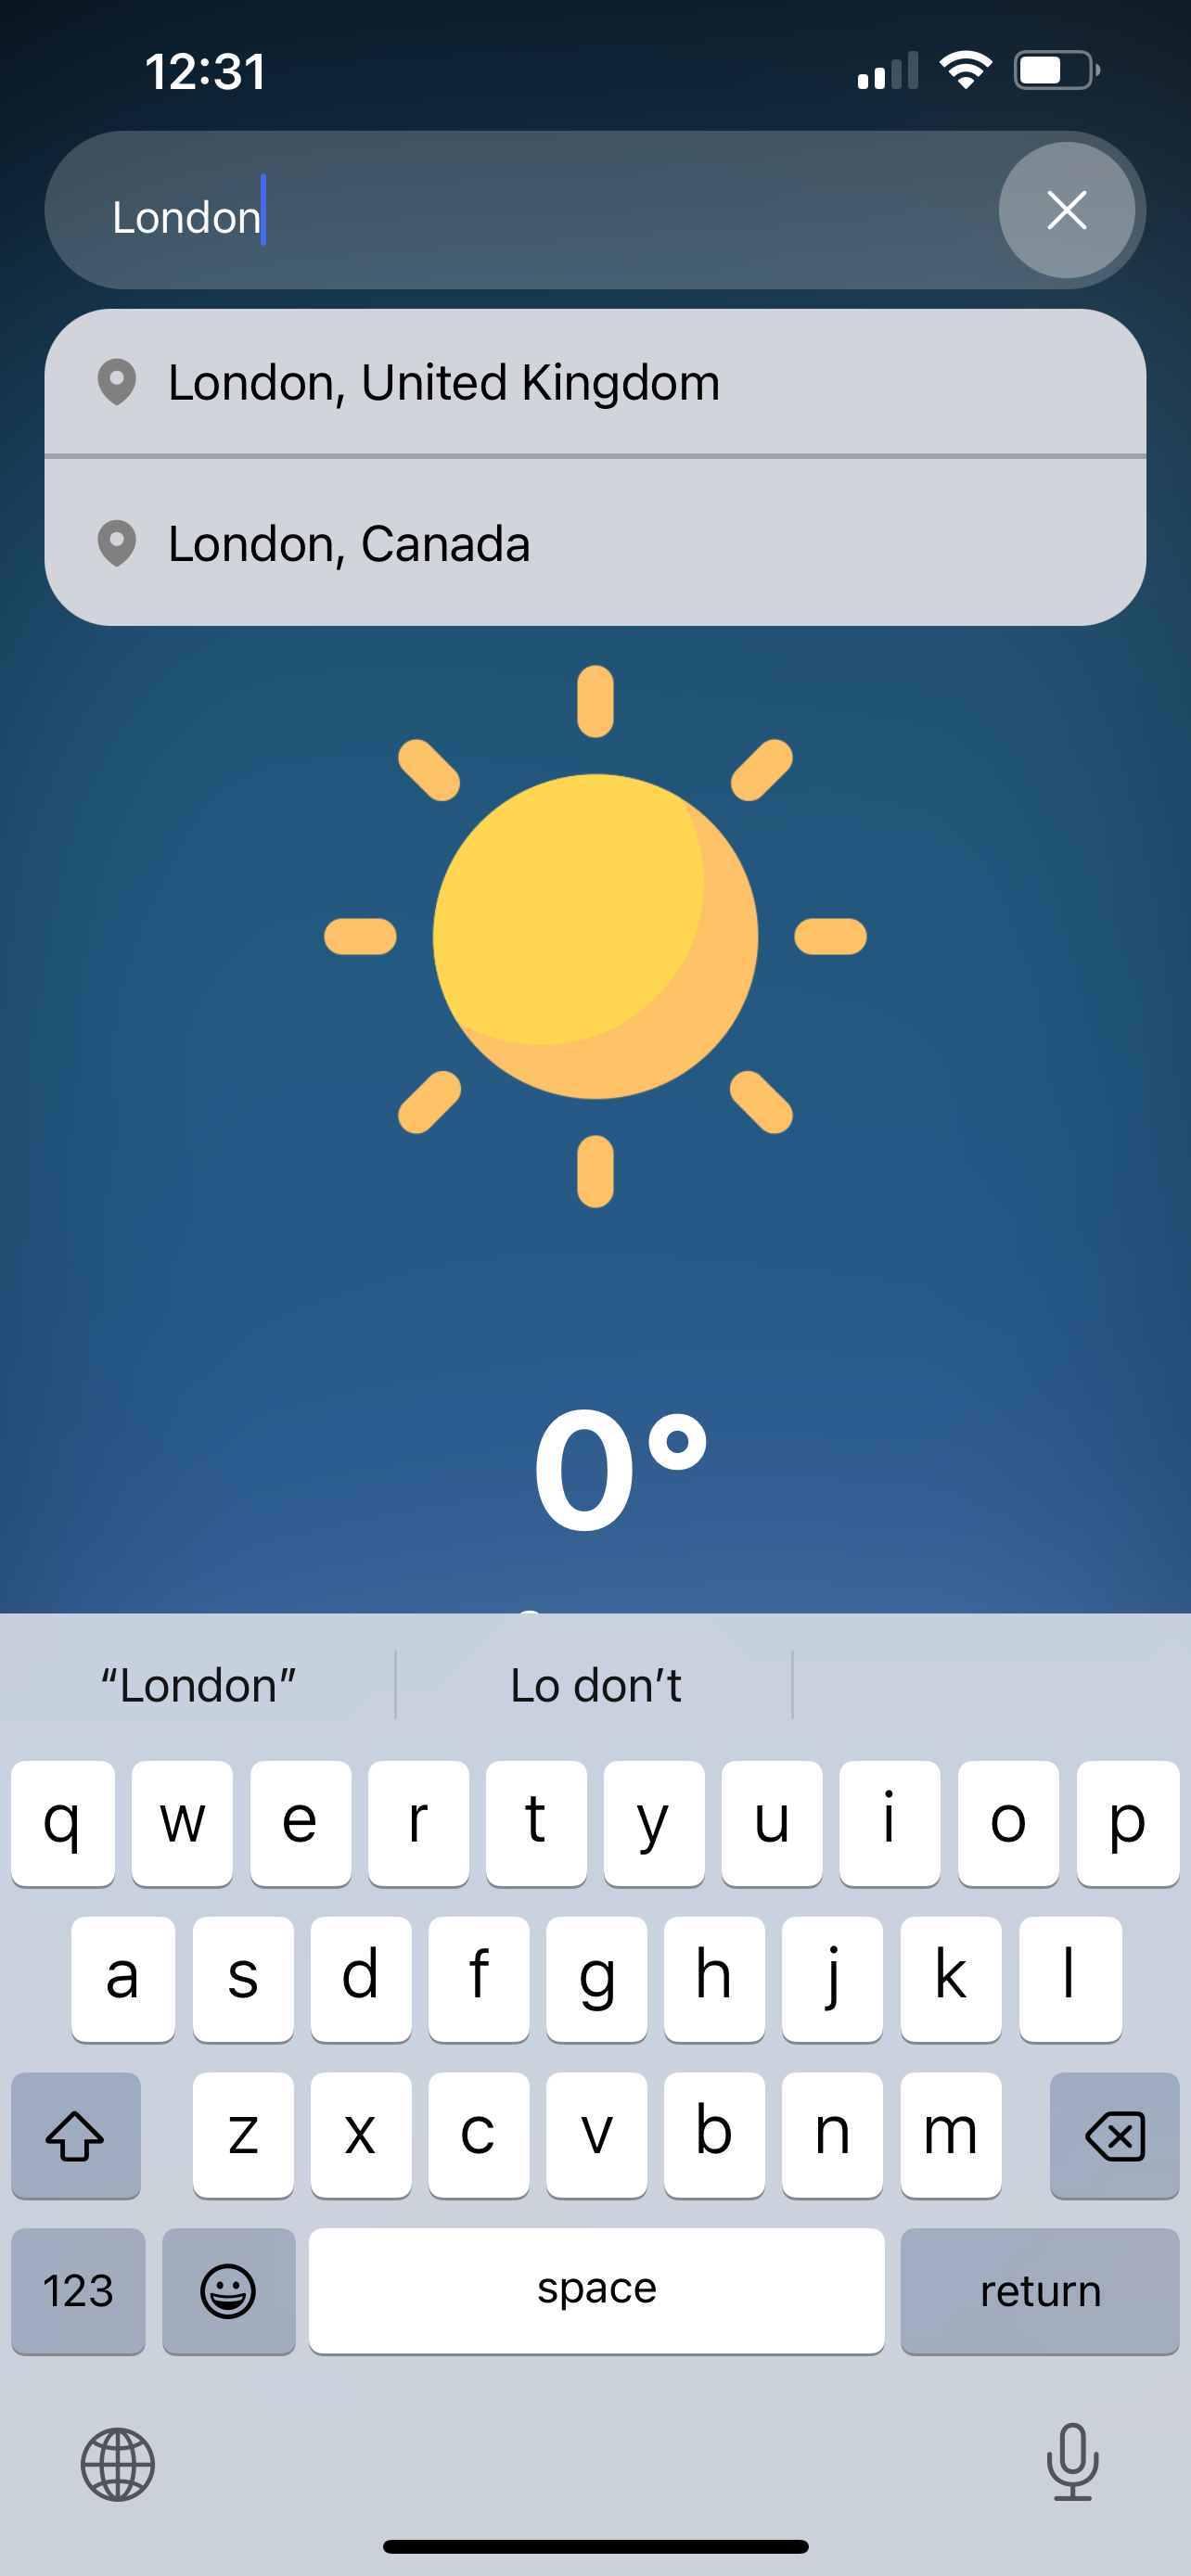 12:31
London
London, United Kingdom
London, Canada
0°
“London” Lo don’t
q w e r t y u i o p
a s d f g h j k l
z x c v b n m
123 space return